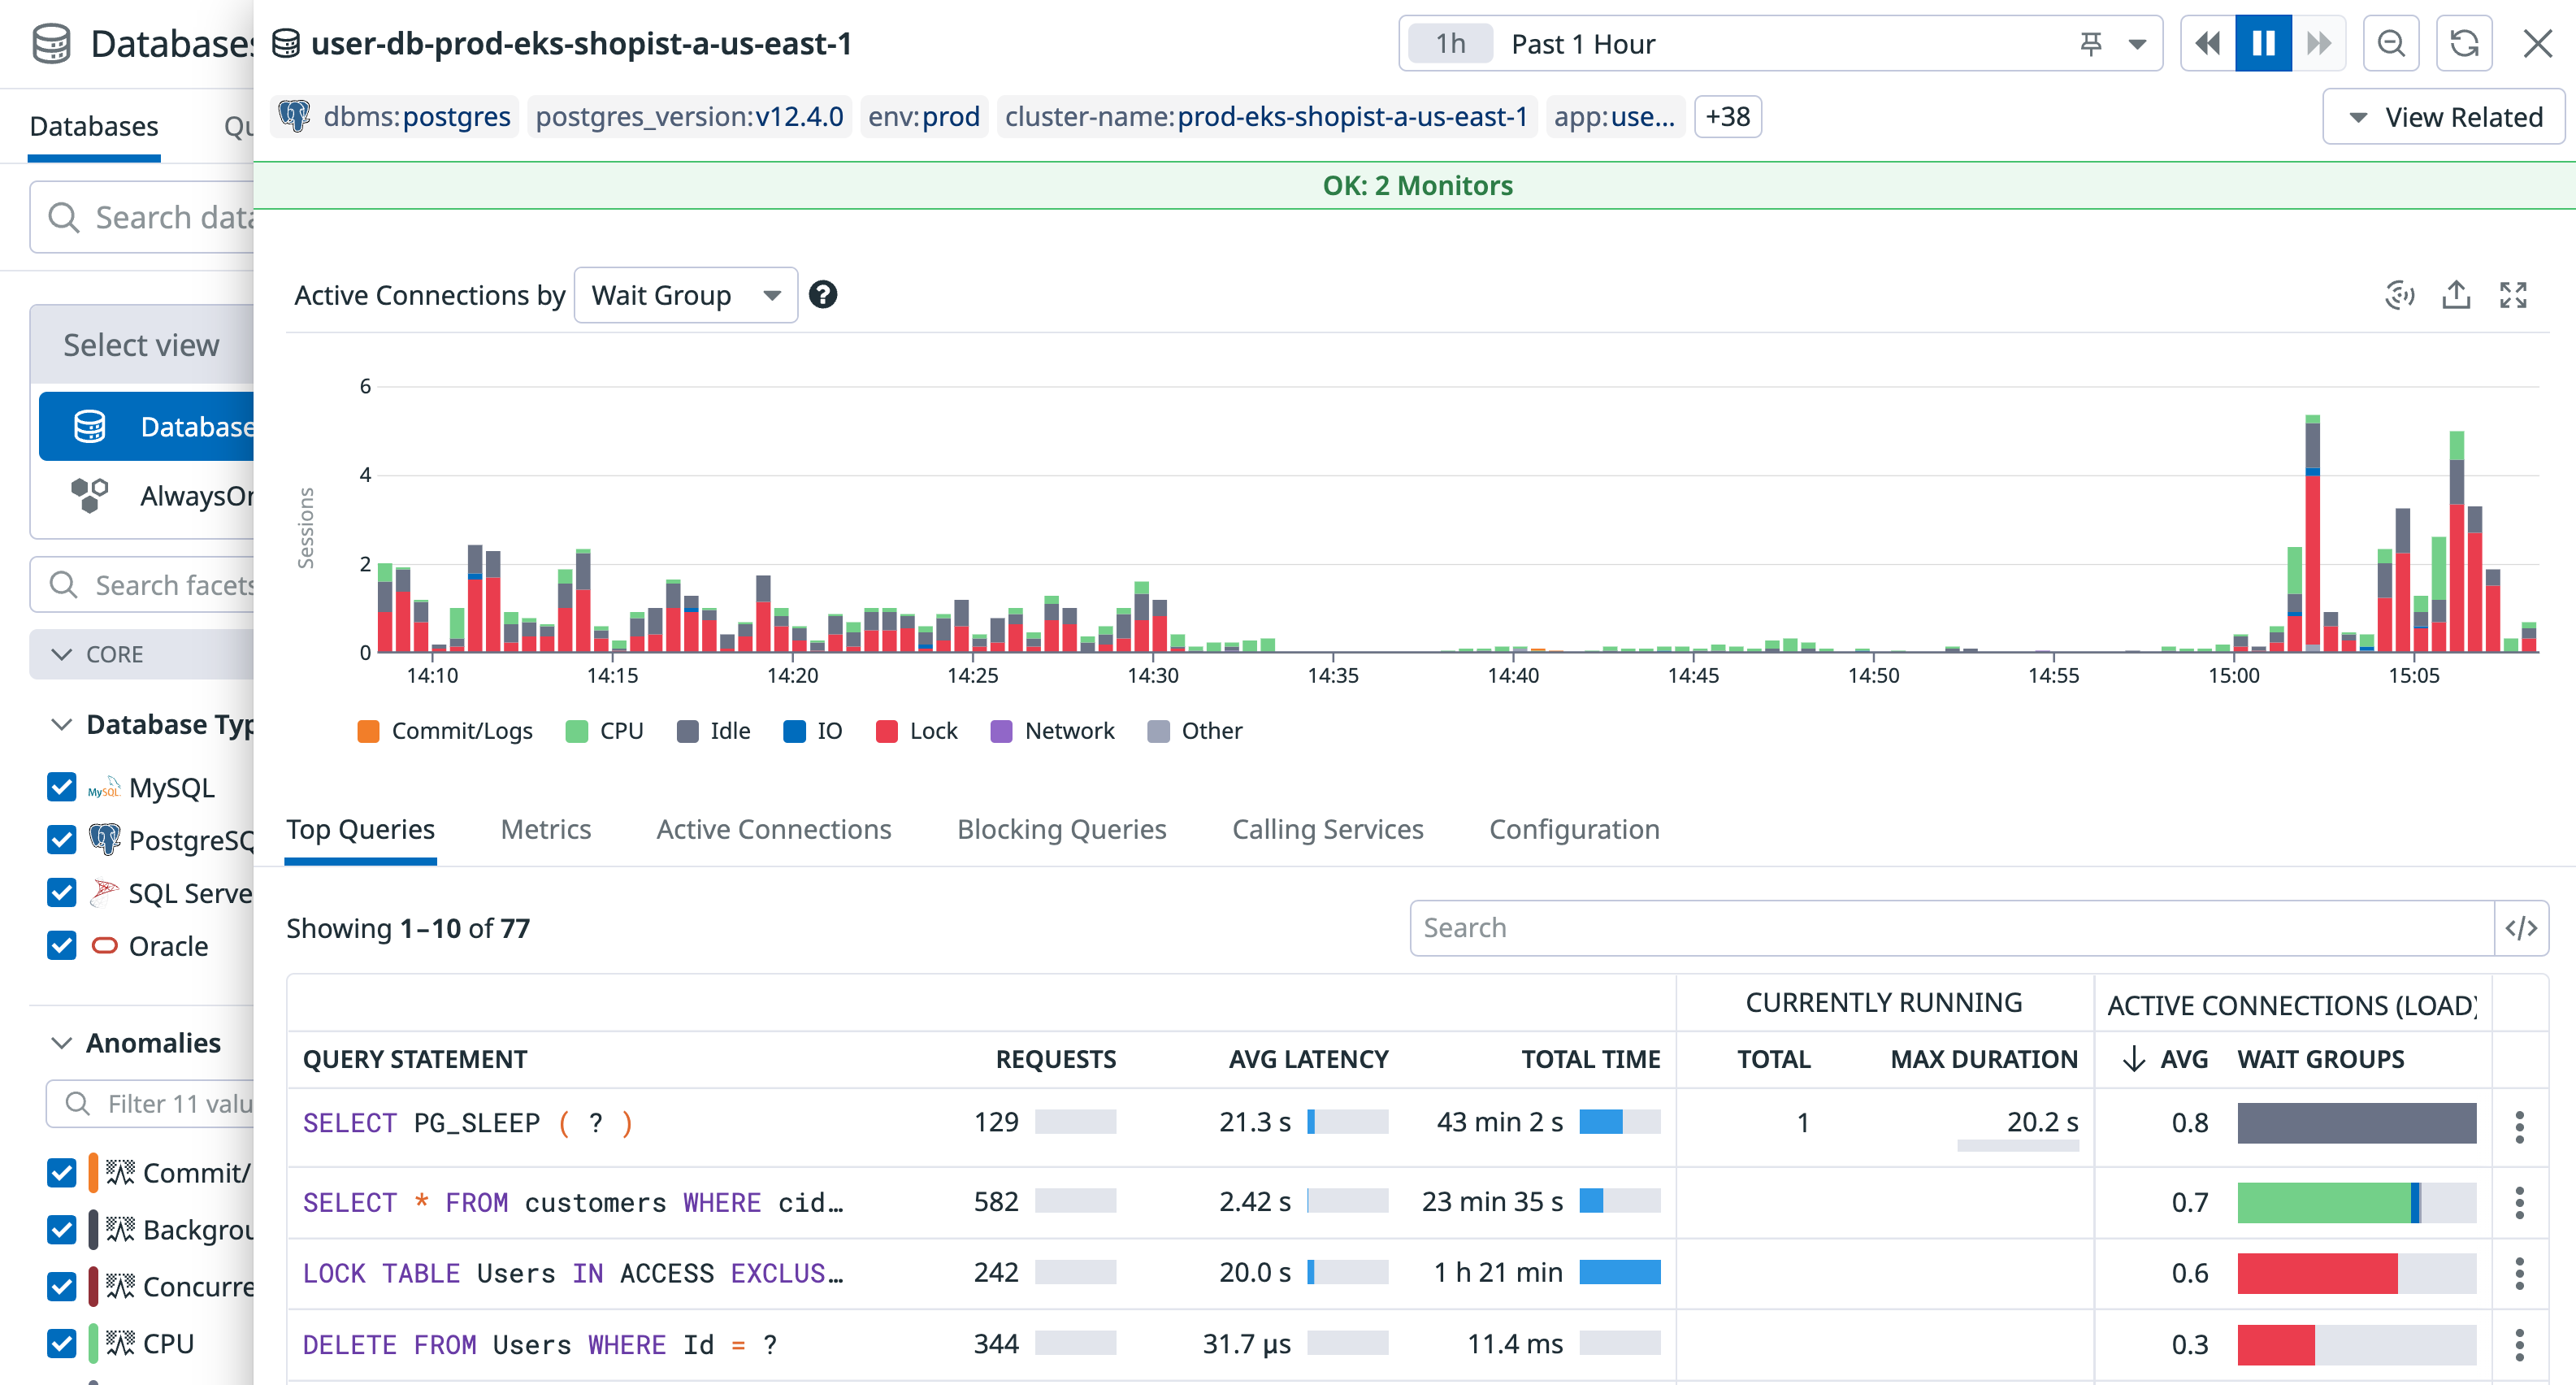 Databases
user-db-prod-eks-shopist-a-us-east-1
1h Past 1 Hour
Databases
Qu
dbms:postgres postgres_version:v12.4.0 env:prod cluster-name:prod-eks-shopist-a-us-east-1 app:use... +38
View Related
OK: 2 Monitors
Search data
Select view
Database
AlwaysOn
Search facets
CORE
Database Typ
MySQL MySQL
PostgreSQ
SQL Serve
Oracle
Anomalies
Filter 11 valu
Commit/
Backgrou
Concurre
CPU
Active Connections by Wait Group ?
Sessions
6
4
2
0
14:10 14:15 14:20 14:25 14:30 14:35 14:40 14:45 14:50 14:55 15:00 15:05
Commit/Logs CPU Idle IO Lock Network Other
Top Queries Metrics Active Connections Blocking Queries Calling Services Configuration
Showing 1–10 of 77
Search
</>
CURRENTLY RUNNING ACTIVE CONNECTIONS (LOAD)
QUERY STATEMENT REQUESTS AVG LATENCY TOTAL TIME TOTAL MAX DURATION AVG WAIT GROUPS
SELECT PG_SLEEP ( ? ) 129 21.3 s 43 min 2 s 1 20.2 s 0.8
SELECT * FROM customers WHERE cid… 582 2.42 s 23 min 35 s 0.7
LOCK TABLE Users IN ACCESS EXCLUS… 242 20.0 s 1 h 21 min 0.6
DELETE FROM Users WHERE Id = ? 344 31.7 µs 11.4 ms 0.3